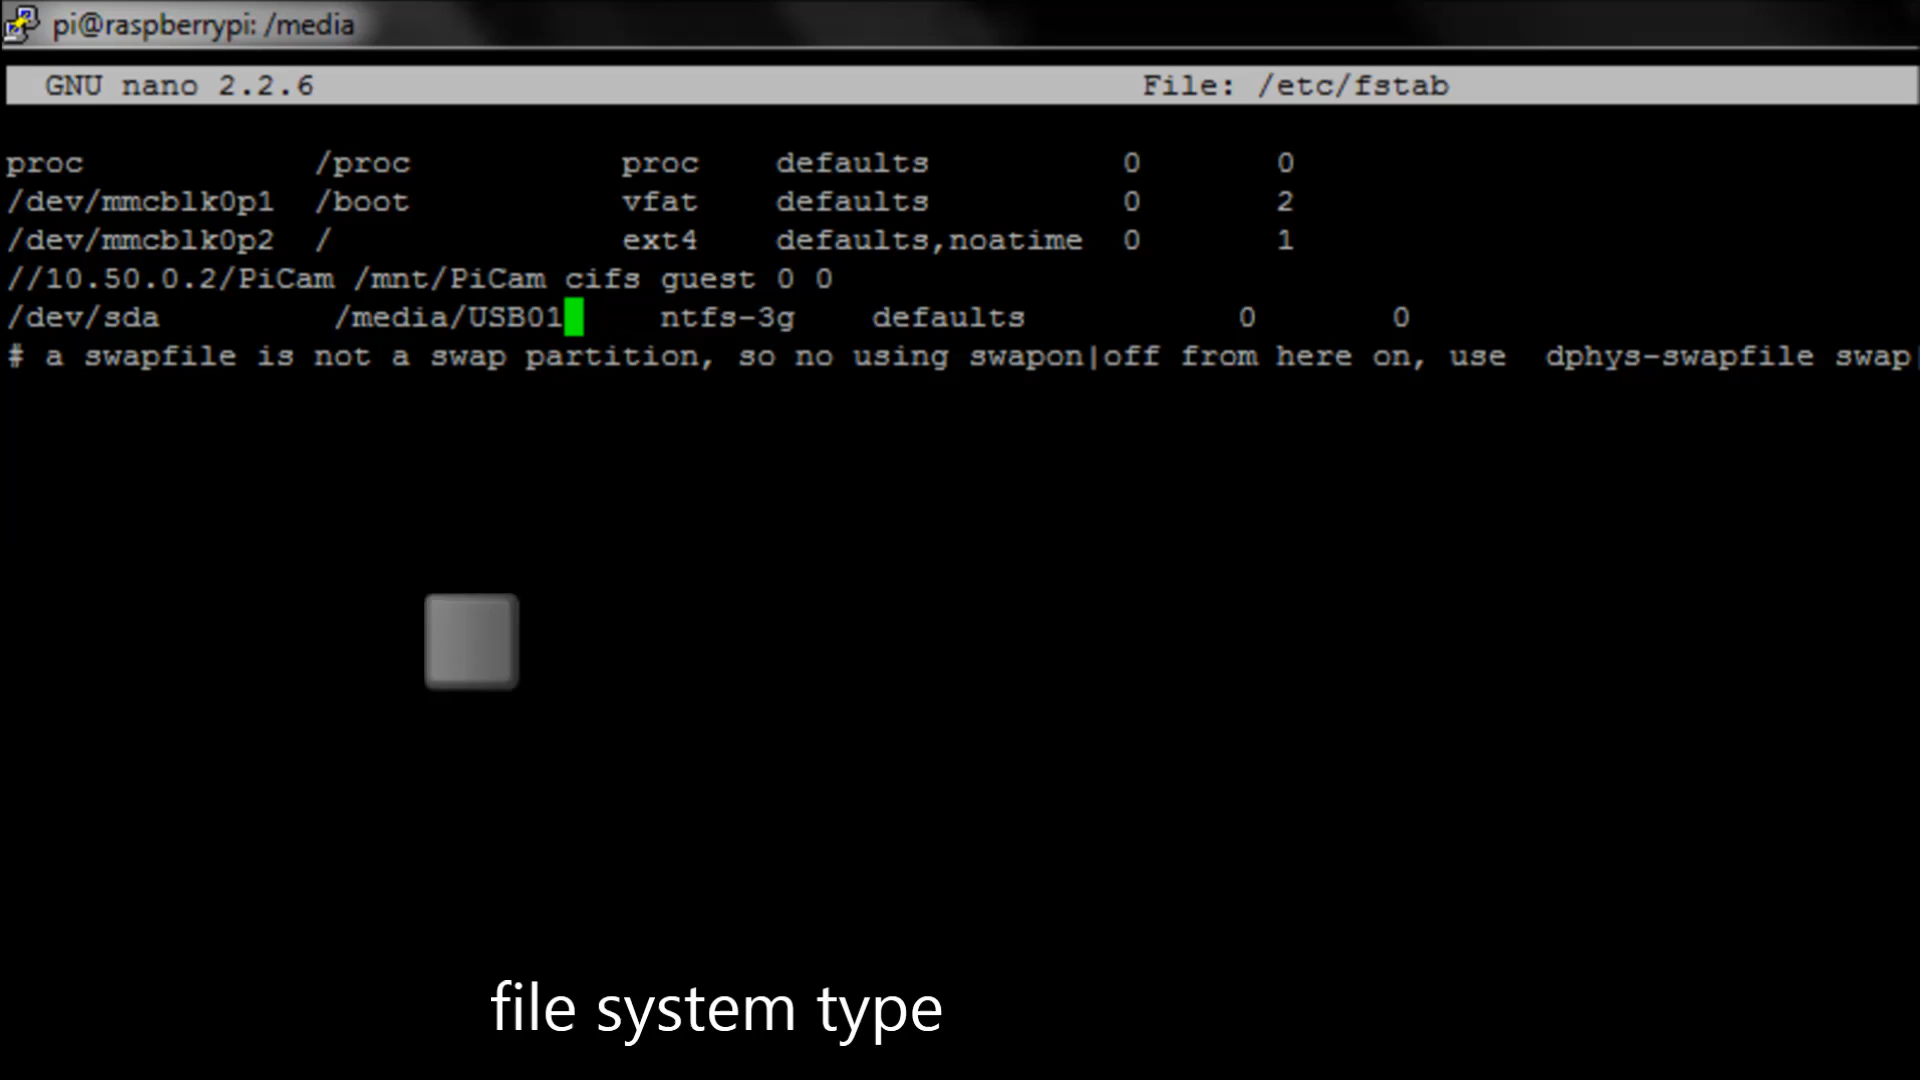 pi@raspberrypi: /media
GNU nano 2.2.6 File: /etc/fstab
proc /proc proc defaults 0 0
/dev/mmcblk0p1 /boot vfat defaults 0 2
/dev/mmcblk0p2 / ext4 defaults,noatime 0 1
//10.50.0.2/PiCam /mnt/PiCam cifs guest 0 0
/dev/sda /media/USB01 ntfs-3g defaults 0 0
# a swapfile is not a swap partition, so no using swapon|off from here on, use dphys-swapfile swap|
file system type